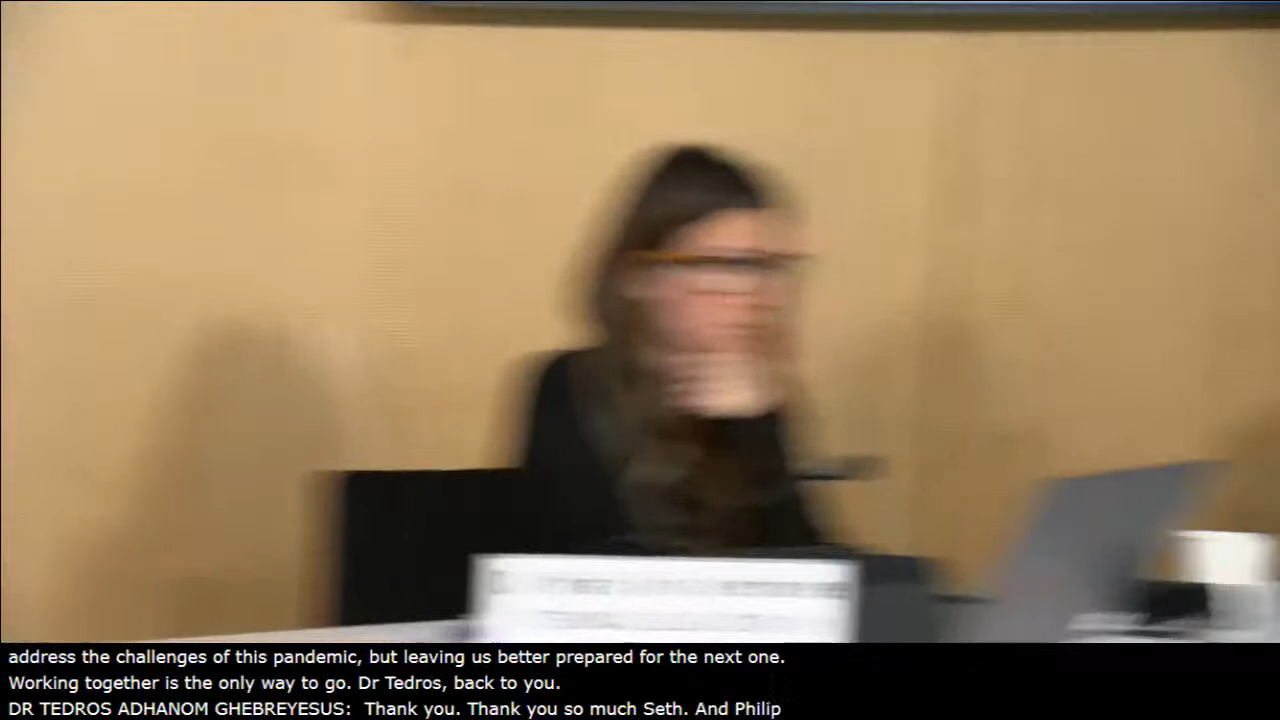 address the challenges of this pandemic, but leaving us better prepared for the next one.
Working together is the only way to go. Dr Tedros, back to you.
DR TEDROS ADHANOM GHEBREYESUS:  Thank you. Thank you so much Seth. And Philip